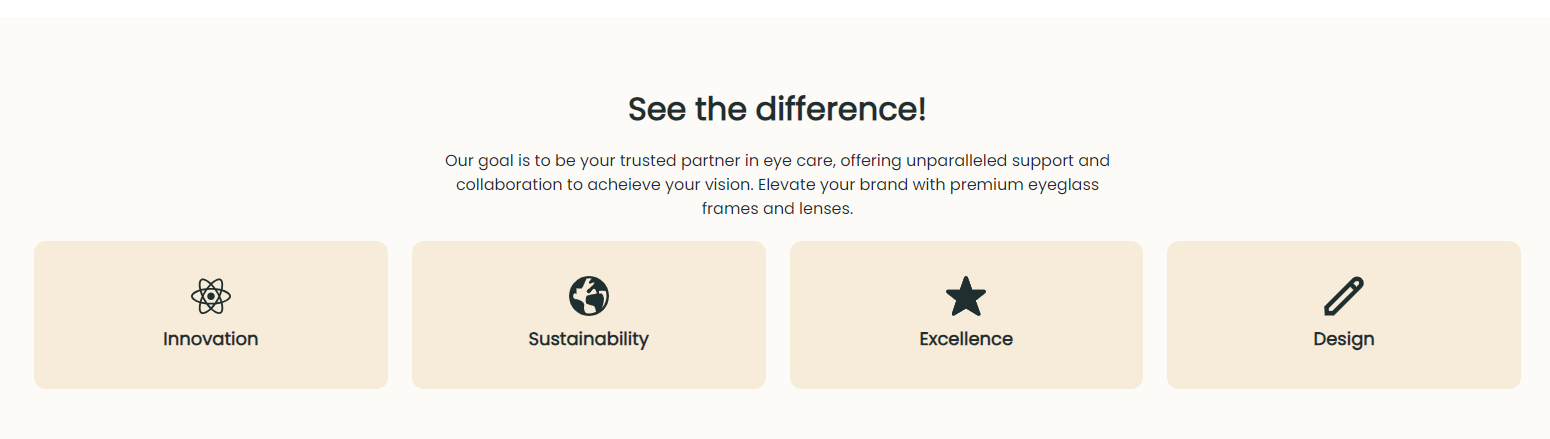 See the difference!
Our goal is to be your trusted partner in eye care, offering unparalleled support and
collaboration to acheieve your vision. Elevate your brand with premium eyeglass
frames and lenses.
Innovation
Sustainability
Excellence
Design